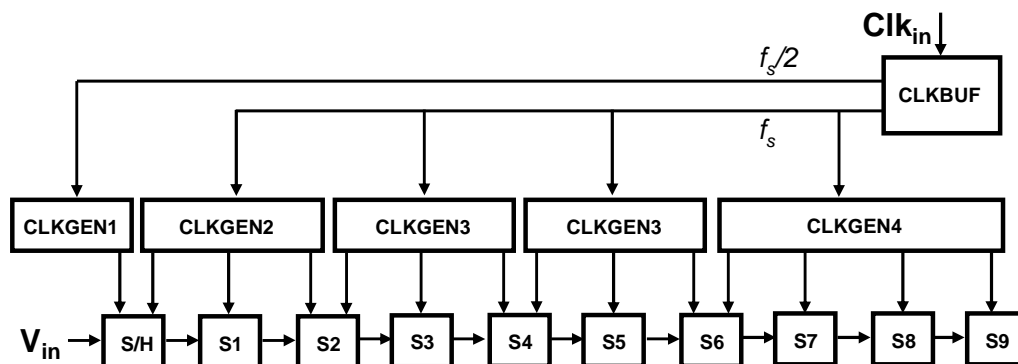 Clk_in
f_s/2
CLKBUF
f_s
CLKGEN1 CLKGEN2 CLKGEN3 CLKGEN3 CLKGEN4
V_in S/H S1 S2 S3 S4 S5 S6 S7 S8 S9